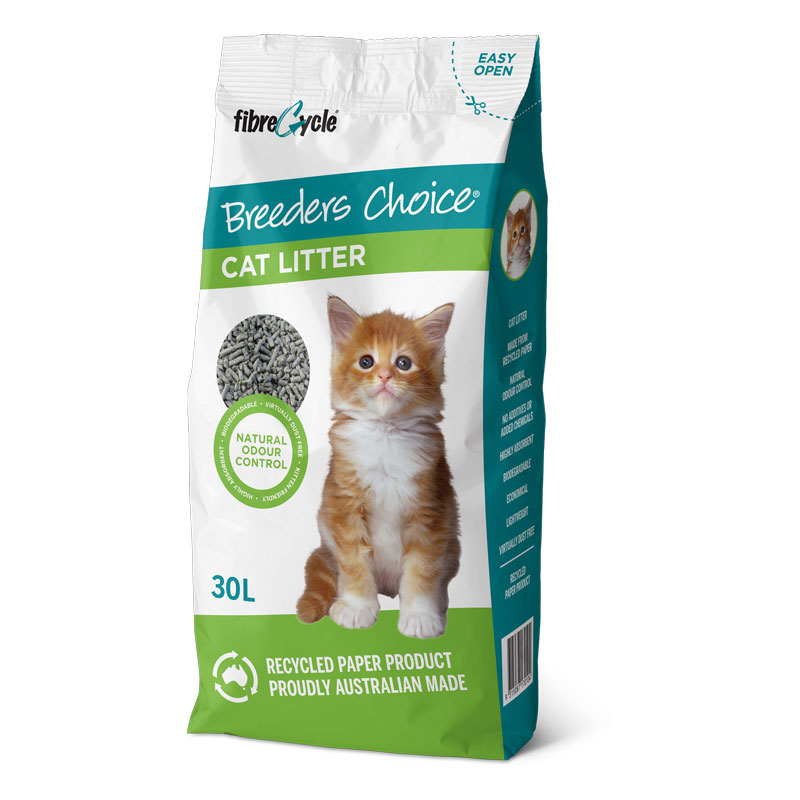 EASY
OPEN
fibreCycle®
Breeders Choice®
CAT LITTER
BIODEGRADABLE • VIRTUALLY DUST FREE • KITTEN FRIENDLY • HIGHLY ABSORBENT •
NATURAL
ODOUR
CONTROL
30L
RECYCLED PAPER PRODUCT
PROUDLY AUSTRALIAN MADE
CAT LITTER
MADE FROM
RECYCLED PAPER
NATURAL
ODOUR CONTROL
NO ADDITIVES OR
ADDED CHEMICALS
HIGHLY ABSORBENT
BIODEGRADABLE
ECONOMICAL
LIGHTWEIGHT
VIRTUALLY DUST FREE
RECYCLED
PAPER PRODUCT